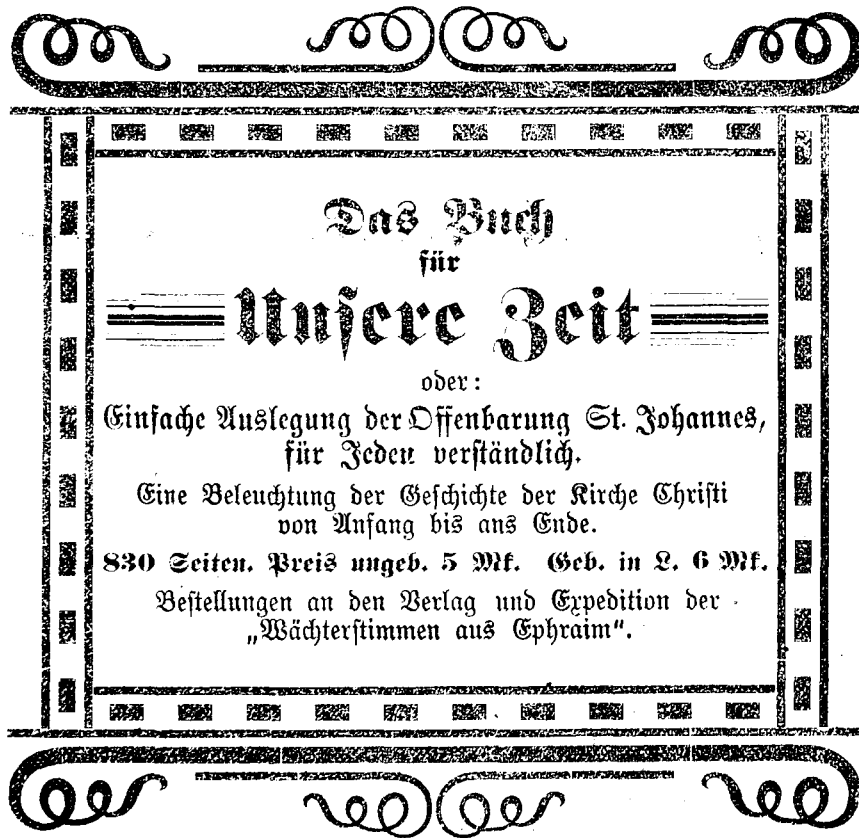 Das Buch
für
Unsere Zeit
oder:
Einfache Auslegung der Offenbarung St. Johannes,
für Jeden verständlich.
Eine Beleuchtung der Geschichte der Kirche Christi
von Anfang bis ans Ende.
830 Seiten. Preis ungeb. 5 Mk. Geb. in L. 6 Mk.
Bestellungen an den Verlag und Expedition der
„Wächterstimmen aus Ephraim“.